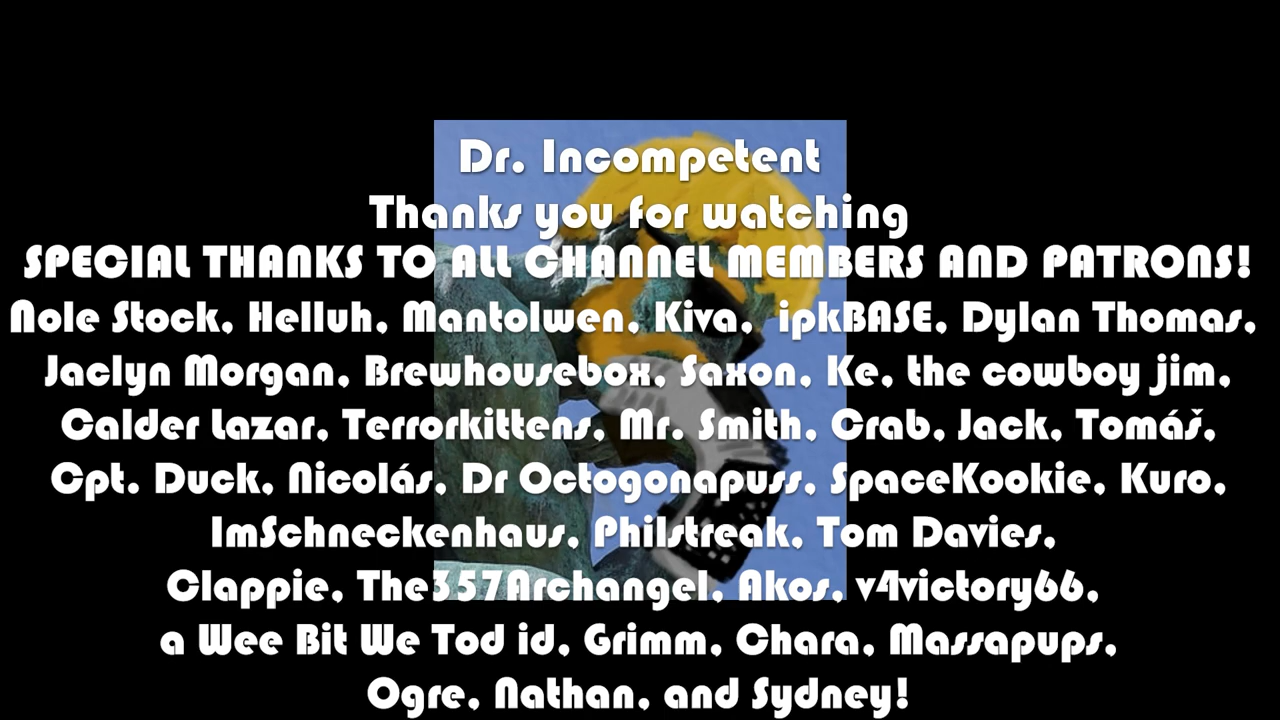 Dr. Incompetent
Thanks you for watching
SPECIAL THANKS TO ALL CHANNEL MEMBERS AND PATRONS!
Nole Stock, Helluh, Mantolwen, Kiva, ipkBASE, Dylan Thomas,
Jaclyn Morgan, Brewhousebox, Saxon, Ke, the cowboy jim,
Calder Lazar, Terrorkittens, Mr. Smith, Crab, Jack, Tomáš,
Cpt. Duck, Nicolás, Dr Octogonapuss, SpaceKookie, Kuro,
ImSchneckenhaus, Philstreak, Tom Davies,
Clappie, The357Archangel, Akos, v4victory66,
a Wee Bit We Tod id, Grimm, Chara, Massapups,
Ogre, Nathan, and Sydney!